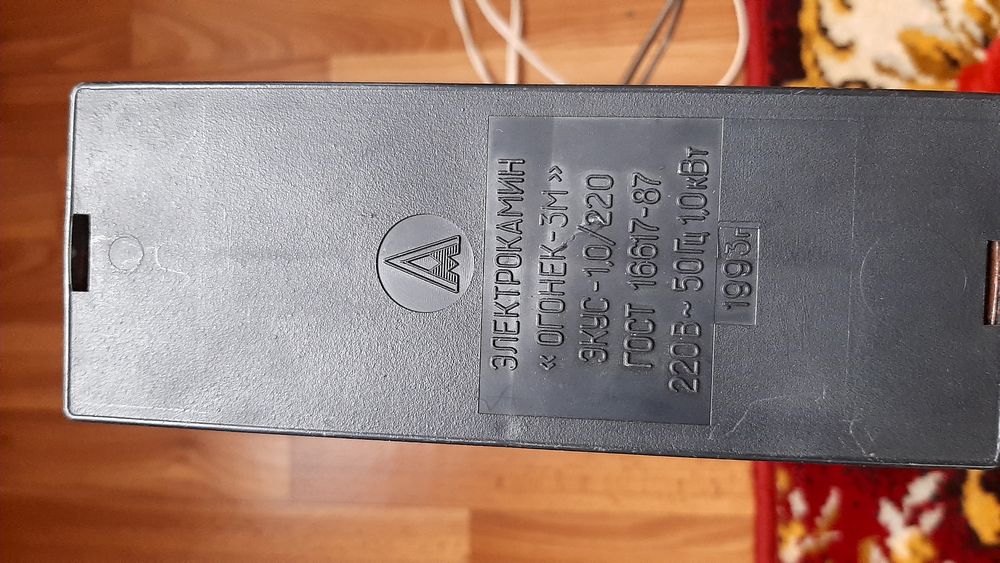 ЭЛЕКТРОКАМИН
« ОГОНЕК-3М »
ЭКУС-1,0/220
ГОСТ 16617-87
220В~ 50Гц 1,0кВт
1993г